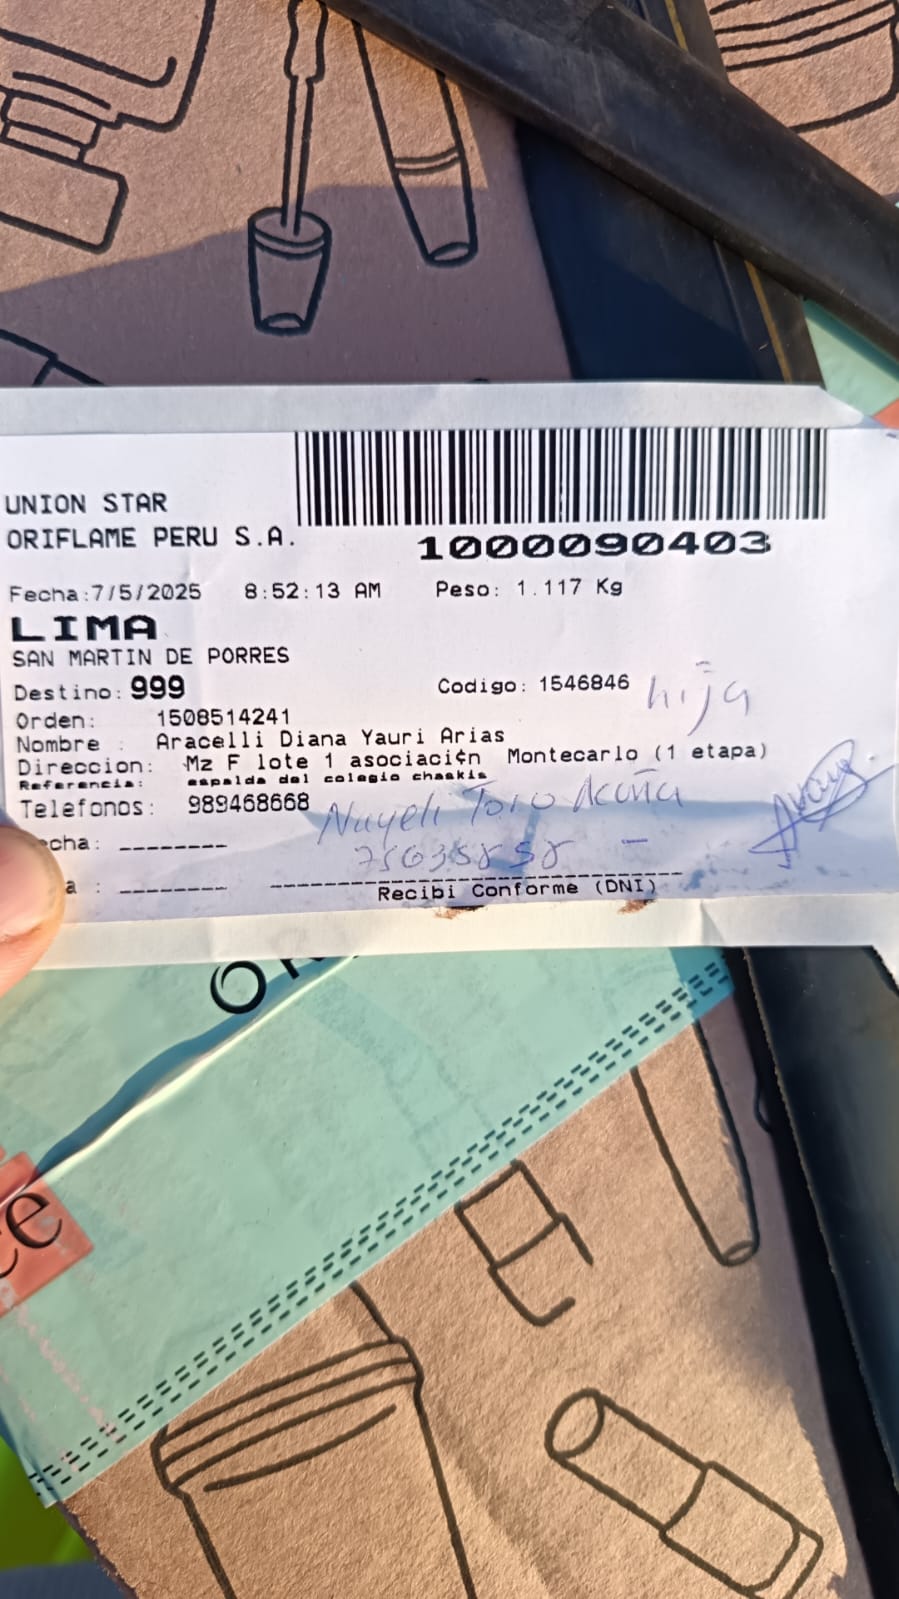 UNION STAR
ORIFLAME PERU S.A.
1000090403
Fecha:7/5/2025 8:52:13 AM Peso: 1.117 Kg
LIMA
SAN MARTIN DE PORRES
Destino: 999 Codigo: 1546846 hija
Orden: 1508514241
Nombre : Aracelli Diana Yauri Arias
Direccion: Mz F lote 1 asociaci¢n Montecarlo (1 etapa)
Referencia: espalda del colegio chaskis
Telefonos: 989468668
Nayeli Toro Acuña
echa: --------
a : --------
Recibi Conforme (DNI)